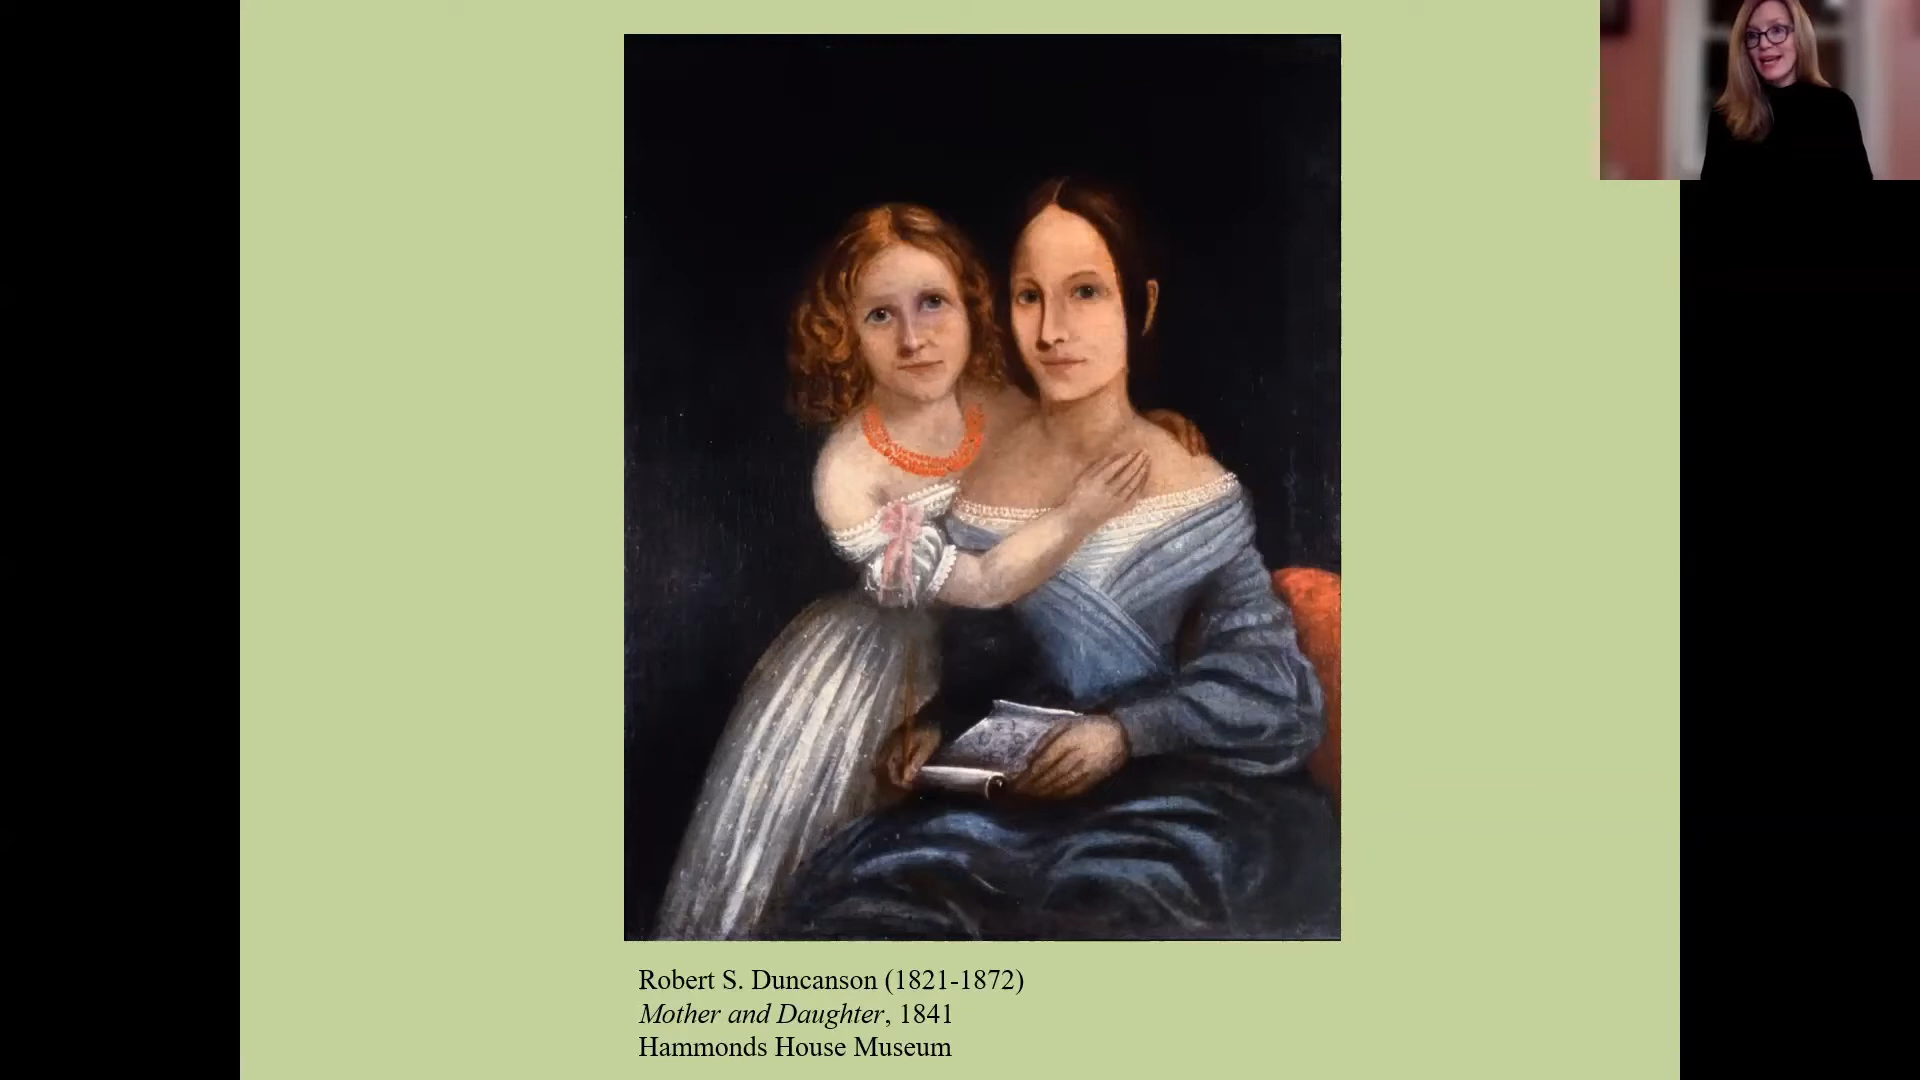 Robert S. Duncanson (1821-1872)
Mother and Daughter, 1841
Hammonds House Museum